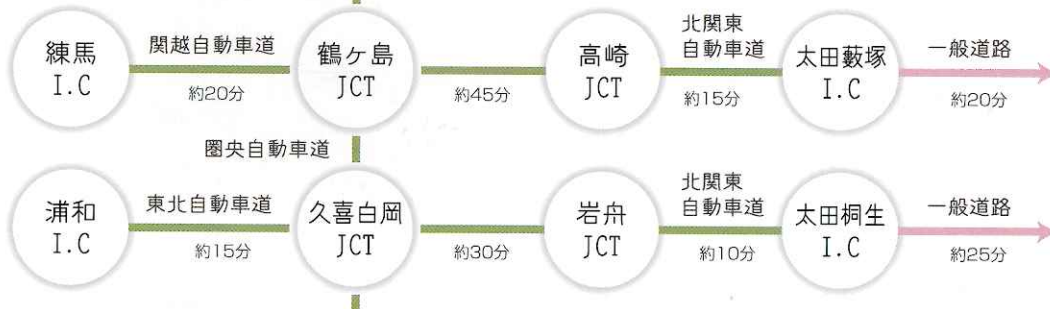 練馬
I.C
関越自動車道
約20分
鶴ヶ島
JCT
約45分
高崎
JCT
北関東
自動車道
約15分
太田藪塚
I.C
一般道路
約20分
圏央自動車道
浦和
I.C
東北自動車道
約15分
久喜白岡
JCT
約30分
岩舟
JCT
北関東
自動車道
約10分
太田桐生
I.C
一般道路
約25分